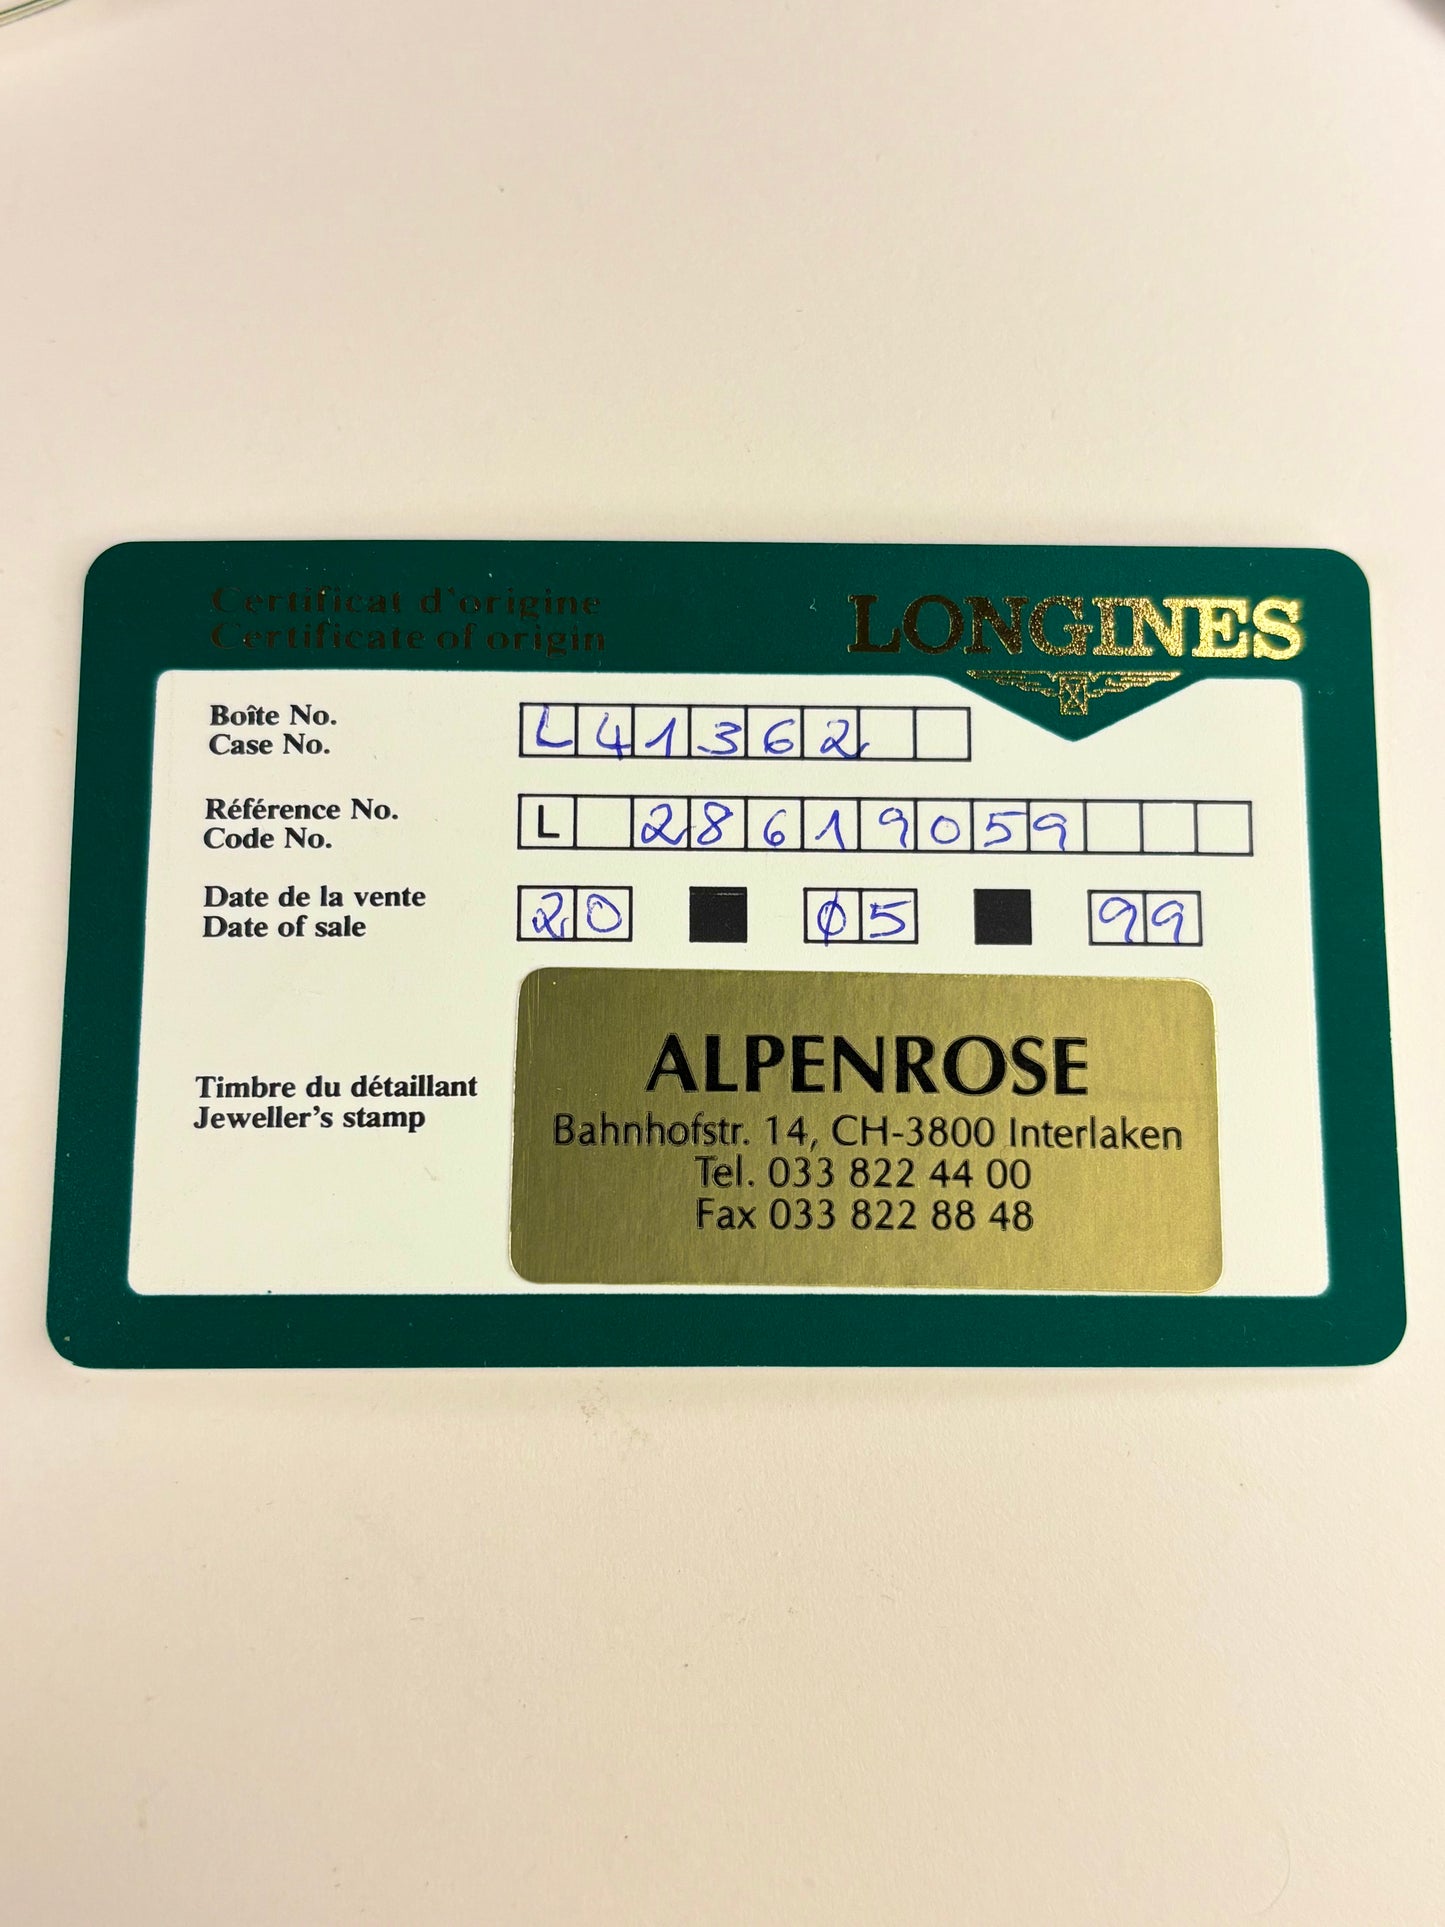 Certificat d'origine
Certificate of origin
LONGINES
Boîte No.
Case No.
L41362
Référence No.
Code No.
L 28619059
Date de la vente
Date of sale
20 05 99
Timbre du détaillant
Jeweller's stamp
ALPENROSE
Bahnhofstr. 14, CH-3800 Interlaken
Tel. 033 822 44 00
Fax 033 822 88 48